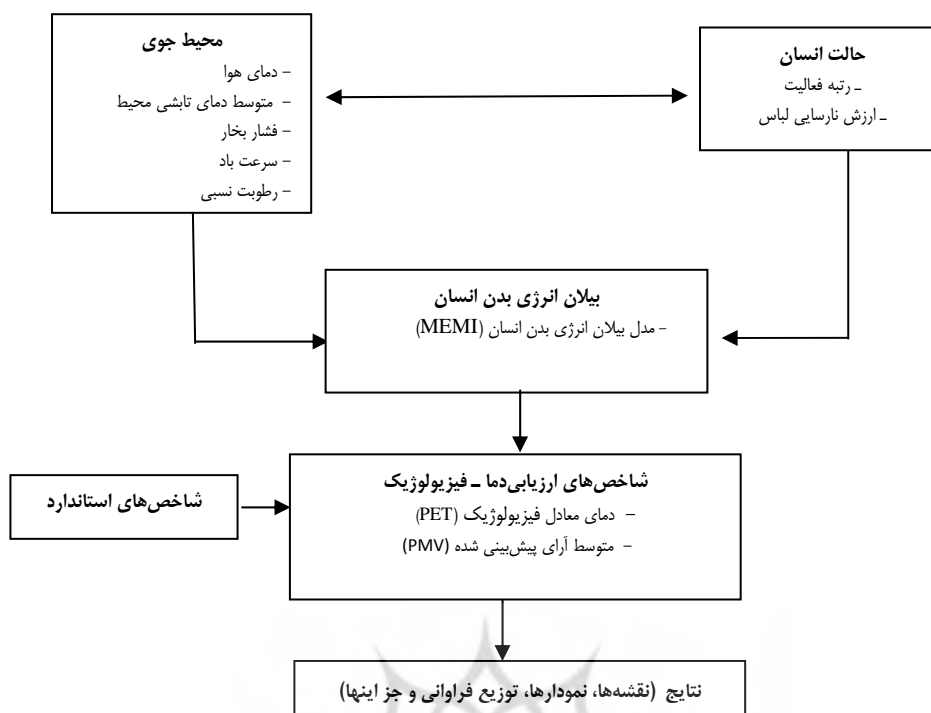 محیط جوی
– دمای هوا
– متوسط دمای تابشی محیط
– فشار بخار
– سرعت باد
– رطوبت نسبی
حالت انسان
ـ رتبه فعالیت
ـ ارزش نارسایی لباس
بیلان انرژی بدن انسان
– مدل بیلان انرژی بدن انسان (MEMI)
شاخص‌های ارزیابی‌دما ـ فیزیولوژیک
– دمای معادل فیزیولوژیک (PET)
– متوسط آرای پیش‌بینی شده (PMV)
شاخص‌های استاندارد
نتایج (نقشه‌ها، نمودارها، توزیع فراوانی و جز اینها)